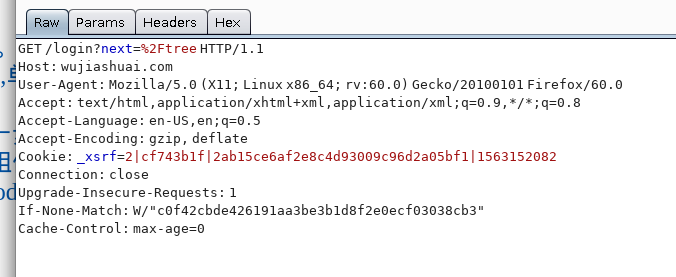 Raw Params Headers Hex
GET /login?next=%2Ftree HTTP/1.1
Host: wujiashuai.com
User-Agent: Mozilla/5.0 (X11; Linux x86_64; rv:60.0) Gecko/20100101 Firefox/60.0
Accept: text/html,application/xhtml+xml,application/xml;q=0.9,*/*;q=0.8
Accept-Language: en-US,en;q=0.5
Accept-Encoding: gzip, deflate
Cookie: _xsrf=2|cf743b1f|2ab15ce6af2e8c4d93009c96d2a05bf1|1563152082
Connection: close
Upgrade-Insecure-Requests: 1
If-None-Match: W/"c0f42cbde426191aa3be3b1d8f2e0ecf03038cb3"
Cache-Control: max-age=0